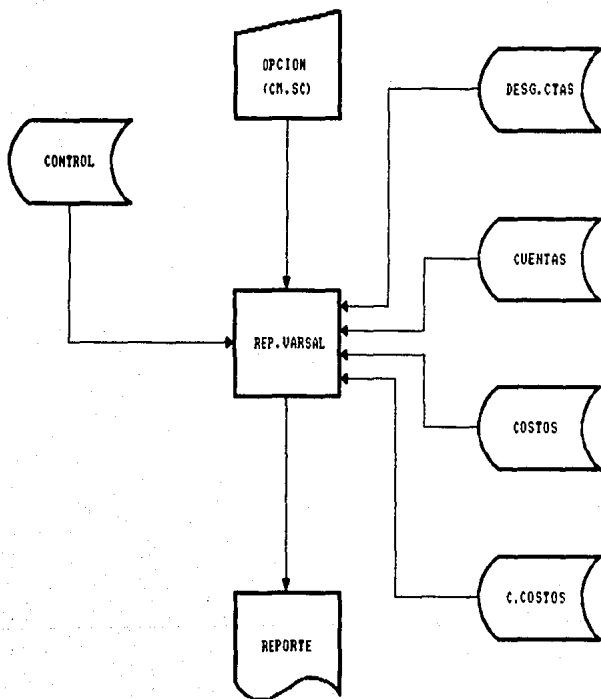 OPCION
(CM.SC)
DESG.CTAS
CONTROL
CUENTAS
REP.VARSAL
COSTOS
C.COSTOS
REPORTE